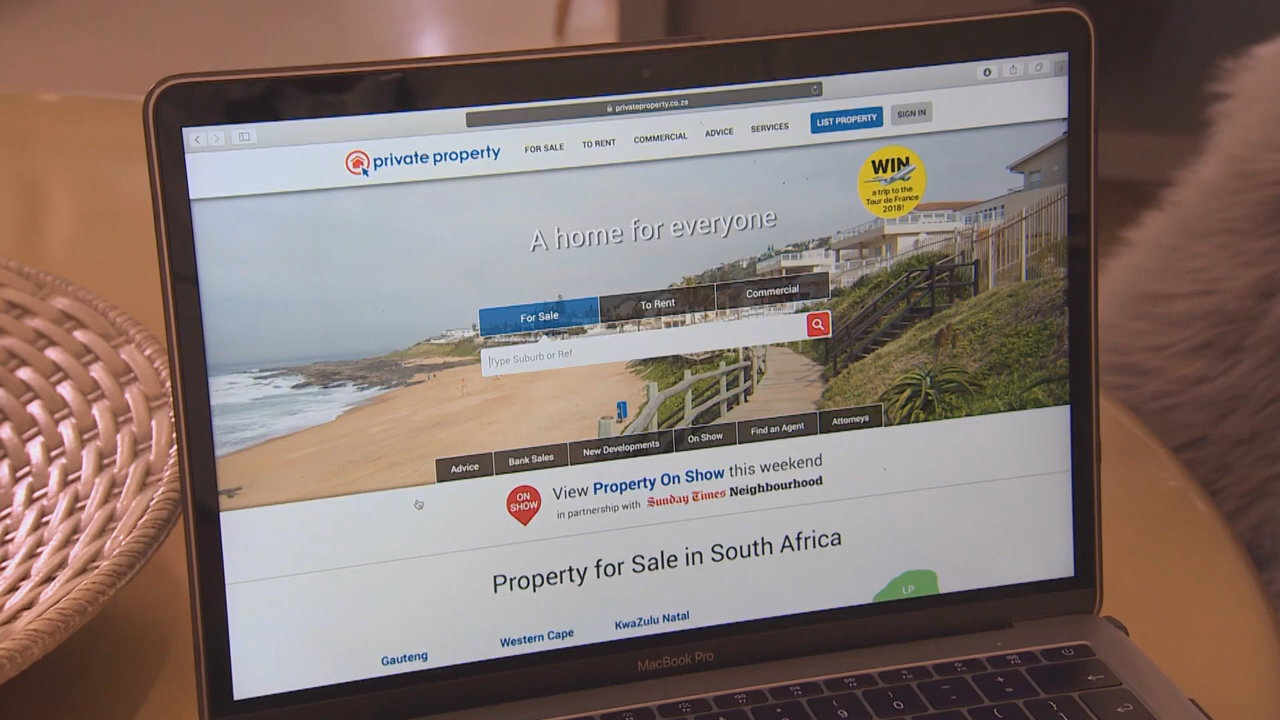 privateproperty.co.za
private property
FOR SALE
TO RENT
COMMERCIAL
ADVICE
SERVICES
LIST PROPERTY
SIGN IN
WIN
a trip to the
Tour de France
2018!
A home for everyone
For Sale
To Rent
Commercial
Type Suburb or Ref
Advice
Bank Sales
New Developments
On Show
Find an Agent
Attorneys
ON
SHOW
View Property On Show this weekend
in partnership with Sunday Times Neighbourhood
Property for Sale in South Africa
LP
Gauteng
Western Cape
KwaZulu Natal
MacBook Pro